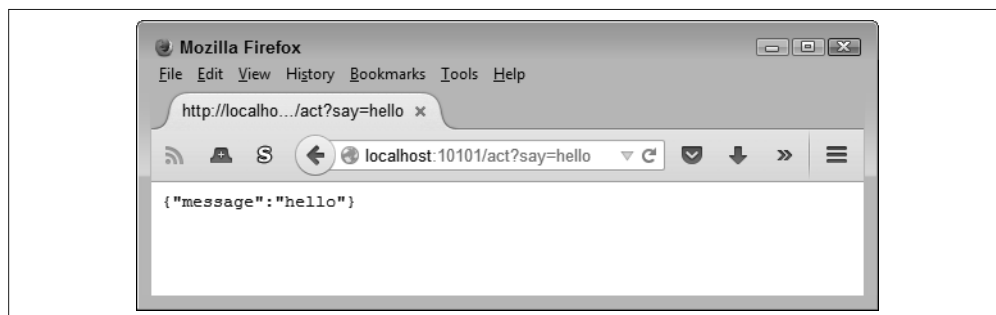 Mozilla Firefox
File Edit View History Bookmarks Tools Help
http://localho.../act?say=hello
S localhost:10101/act?say=hello
{"message":"hello"}